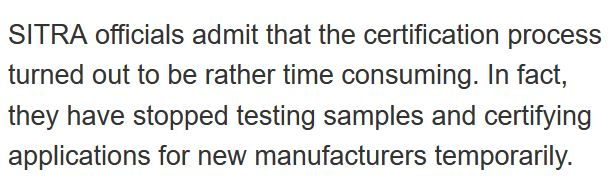 SITRA officials admit that the certification process
turned out to be rather time consuming. In fact,
they have stopped testing samples and certifying
applications for new manufacturers temporarily.